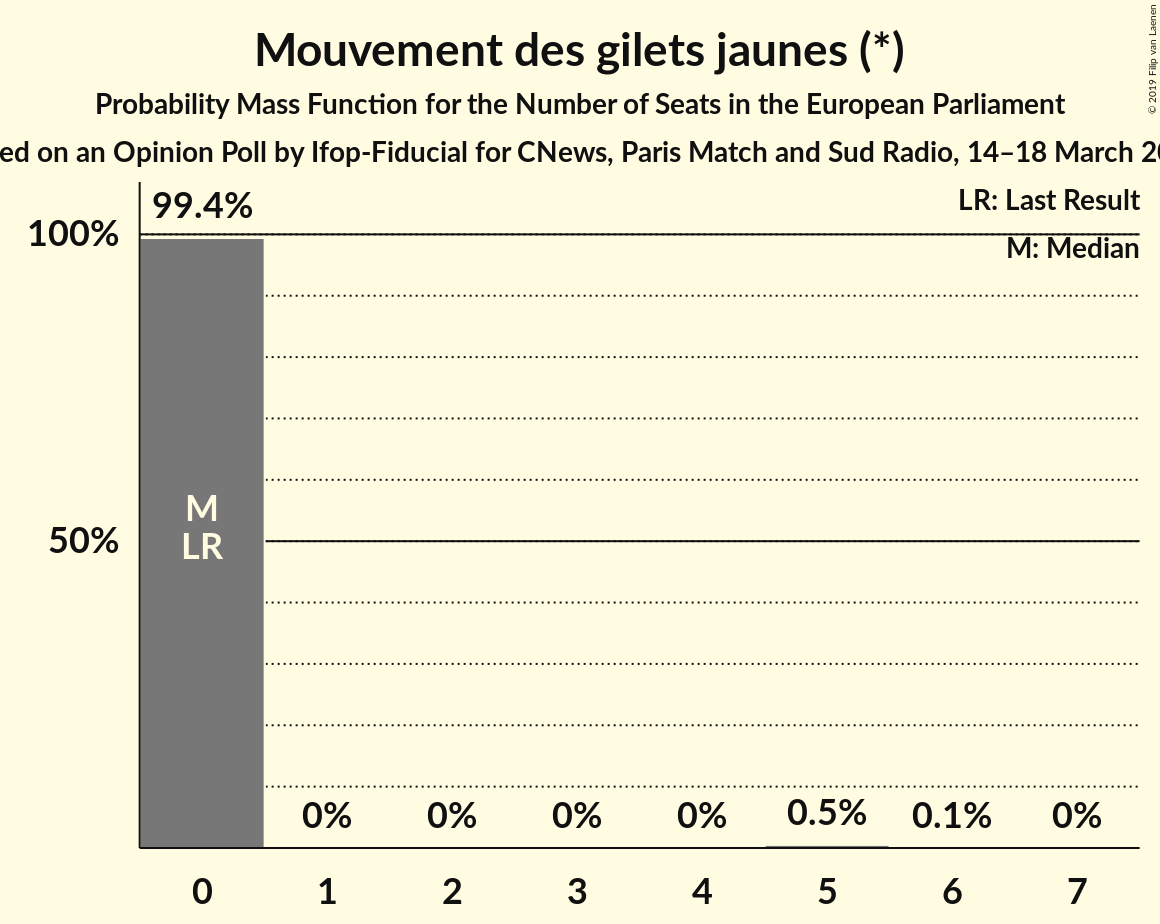 Mouvement des gilets jaunes (*)
Probability Mass Function for the Number of Seats in the European Parliament
on an Opinion Poll by Ifop-Fiducial for CNews, Paris Match and Sud Radio, 14–18 March
© 2019 Filip van Laenen
99.4%
LR: Last Result
100%
M: Median
M
LR
50%
0% 0% 0% 0% 0.5% 0.1% 0%
0 1 2 3 4 5 6 7